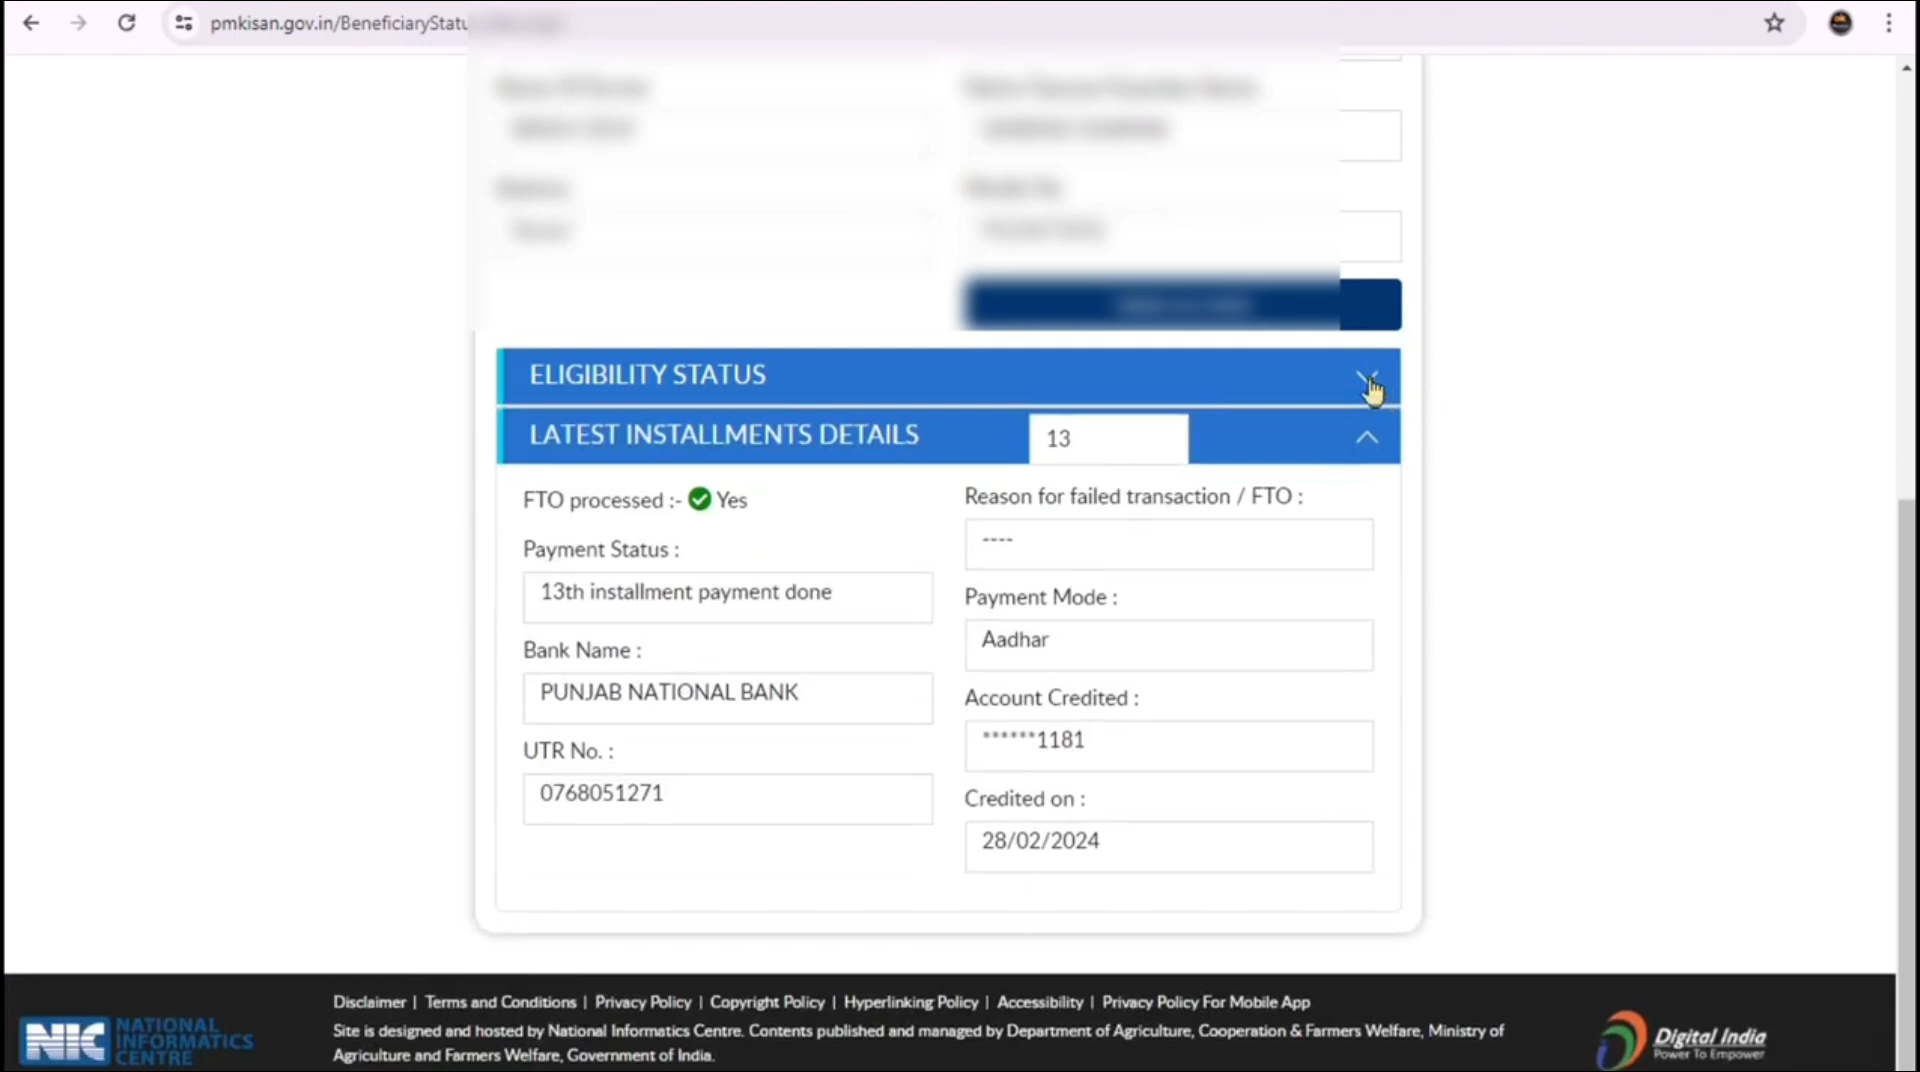 pmkisan.gov.in/BeneficiaryStatu
ELIGIBILITY STATUS
LATEST INSTALLMENTS DETAILS 13
FTO processed :- Yes
Reason for failed transaction / FTO :
----
Payment Status :
13th installment payment done
Payment Mode :
Aadhar
Bank Name :
PUNJAB NATIONAL BANK
Account Credited :
******1181
UTR No. :
0768051271
Credited on :
28/02/2024
Disclaimer | Terms and Conditions | Privacy Policy | Copyright Policy | Hyperlinking Policy | Accessibility | Privacy Policy For Mobile App
Site is designed and hosted by National Informatics Centre. Contents published and managed by Department of Agriculture, Cooperation & Farmers Welfare, Ministry of
Agriculture and Farmers Welfare, Government of India.
NIC NATIONAL
INFORMATICS
CENTRE
Digital India
Power To Empower